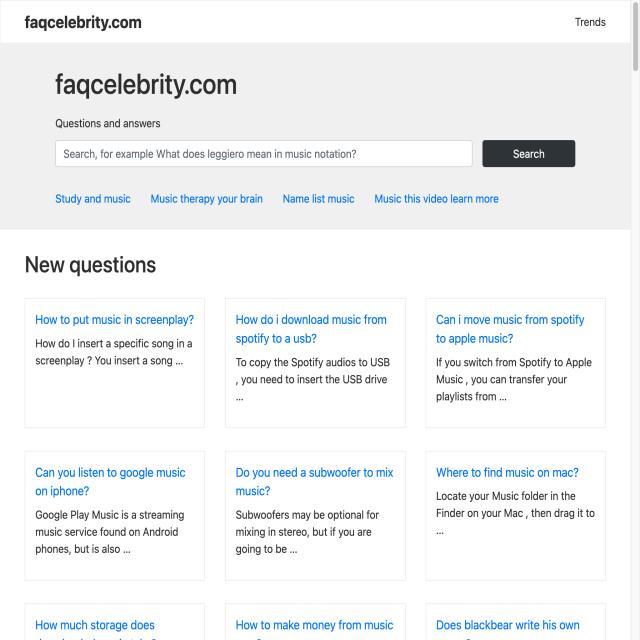 faqcelebrity.com
Trends
faqcelebrity.com
Questions and answers
Search, for example What does leggiero mean in music notation?
Search
Study and music
Music therapy your brain
Name list music
Music this video learn more
New questions
How to put music in screenplay?
How do I insert a specific song in a
screenplay ? You insert a song ...
How do i download music from
spotify to a usb?
To copy the Spotify audios to USB
, you need to insert the USB drive
...
Can i move music from spotify
to apple music?
If you switch from Spotify to Apple
Music , you can transfer your
playlists from ...
Can you listen to google music
on iphone?
Google Play Music is a streaming
music service found on Android
phones, but is also ...
Do you need a subwoofer to mix
music?
Subwoofers may be optional for
mixing in stereo, but if you are
going to be ...
Where to find music on mac?
Locate your Music folder in the
Finder on your Mac , then drag it to
...
How much storage does
How to make money from music
Does blackbear write his own